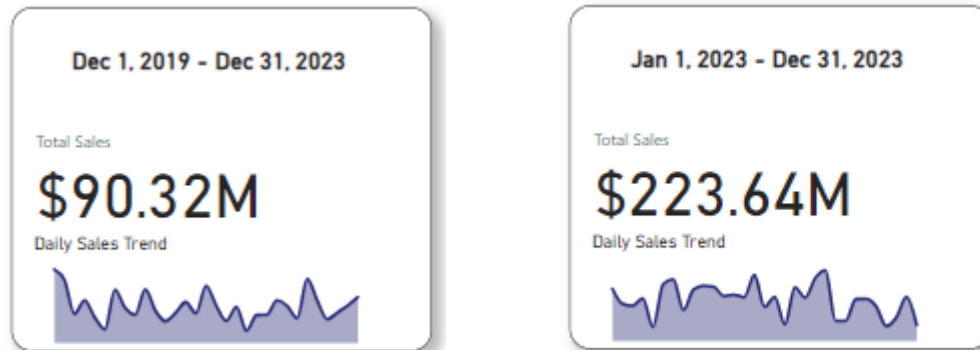 Dec 1, 2019 - Dec 31, 2023
Total Sales
$90.32M
Daily Sales Trend
Jan 1, 2023 - Dec 31, 2023
Total Sales
$223.64M
Daily Sales Trend